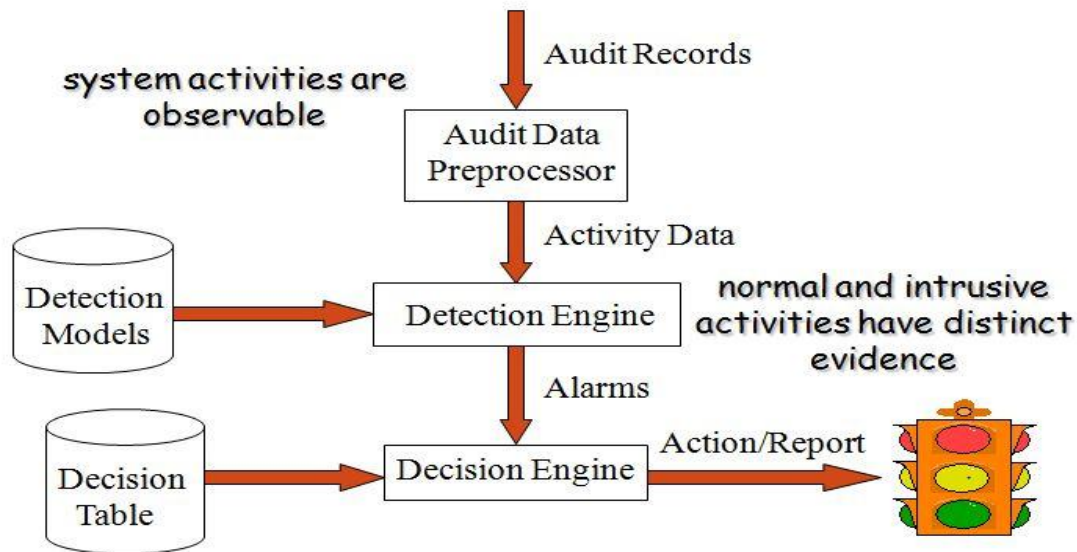 Audit Records
system activities are
observable
Audit Data
Preprocessor
Activity Data
Detection
Models
Detection Engine
normal and intrusive
activities have distinct
evidence
Alarms
Decision
Table
Decision Engine
Action/Report